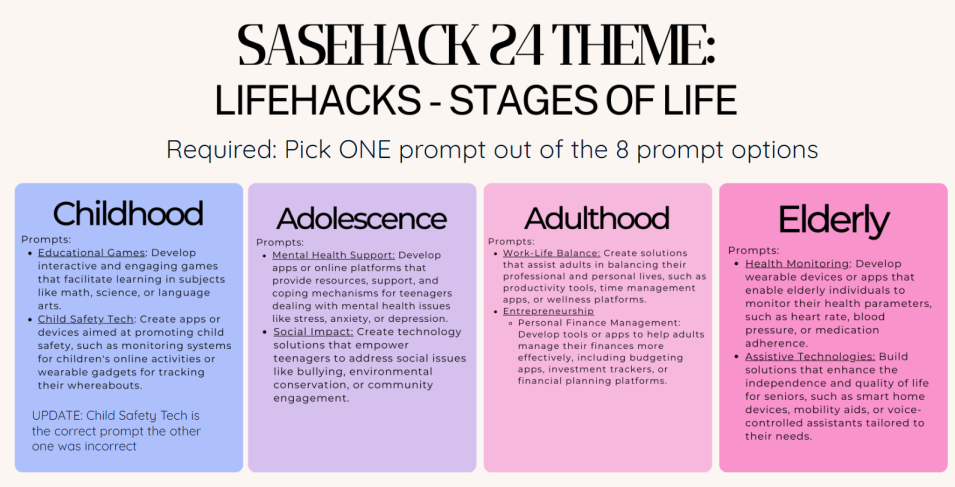 SASEHACK 24 THEME:
LIFEHACKS - STAGES OF LIFE
Required: Pick ONE prompt out of the 8 prompt options
Childhood
Prompts:
• Educational Games: Develop
interactive and engaging games
that facilitate learning in subjects
like math, science, or language
arts.
• Child Safety Tech: Create apps or
devices aimed at promoting child
safety, such as monitoring systems
for children's online activities or
wearable gadgets for tracking
their whereabouts.
UPDATE: Child Safety Tech is
the correct prompt the other
one was incorrect
Adolescence
Prompts:
• Mental Health Support: Develop
apps or online platforms that
provide resources, support, and
coping mechanisms for teenagers
dealing with mental health issues
like stress, anxiety, or depression.
• Social Impact: Create technology
solutions that empower
teenagers to address social issues
like bullying, environmental
conservation, or community
engagement.
Adulthood
Prompts:
• Work-Life Balance: Create solutions
that assist adults in balancing their
professional and personal lives, such as
productivity tools, time management
apps, or wellness platforms.
• Entrepreneurship
◦ Personal Finance Management:
Develop tools or apps to help adults
manage their finances more
effectively, including budgeting
apps, investment trackers, or
financial planning platforms.
Elderly
Prompts:
• Health Monitoring: Develop
wearable devices or apps that
enable elderly individuals to
monitor their health parameters,
such as heart rate, blood
pressure, or medication
adherence.
• Assistive Technologies: Build
solutions that enhance the
independence and quality of life
for seniors, such as smart home
devices, mobility aids, or voice-
controlled assistants tailored to
their needs.